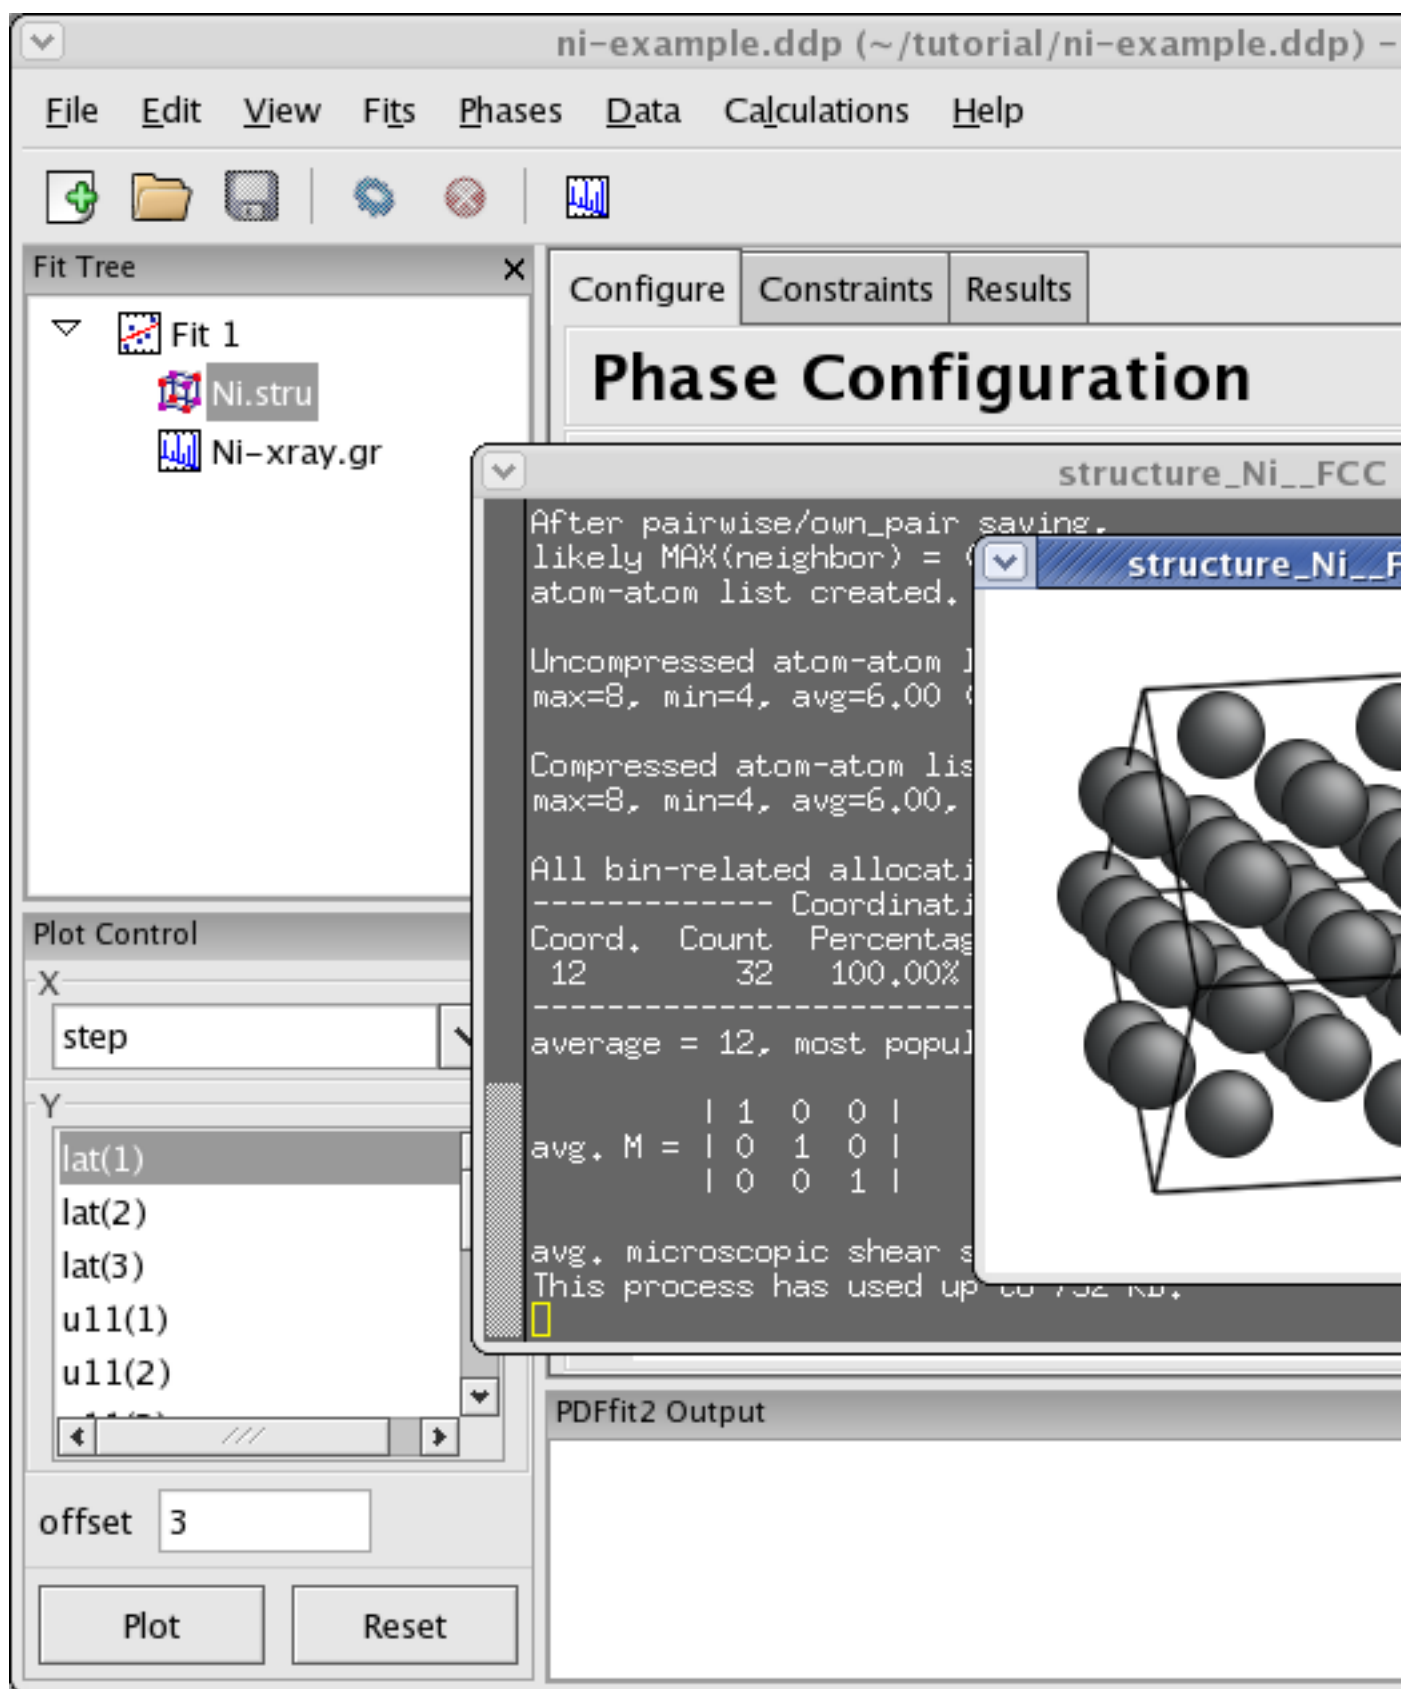 ni-example.ddp (~/tutorial/ni-example.ddp) -
File Edit View Fits Phases Data Calculations Help
Fit Tree
Fit 1
Ni.stru
Ni-xray.gr
Configure Constraints Results
Phase Configuration
structure_Ni__FCC
After pairwise/own_pair saving,
likely MAX(neighbor) =
atom-atom list created.
Uncompressed atom-atom
max=8, min=4, avg=6.00
Compressed atom-atom
max=8, min=4, avg=6.00,
All bin-related
------------- 
Coord. Count
12 32 100.00%
average = 12, most
| 1 0 0 |
avg. M = | 0 1 0 |
| 0 0 1 |
avg. microscopic shear
This process has used up
structure_Ni__F
Plot Control
X
step
Y
lat(1)
lat(2)
lat(3)
u11(1)
u11(2)
offset 3
Plot Reset
PDFfit2 Output